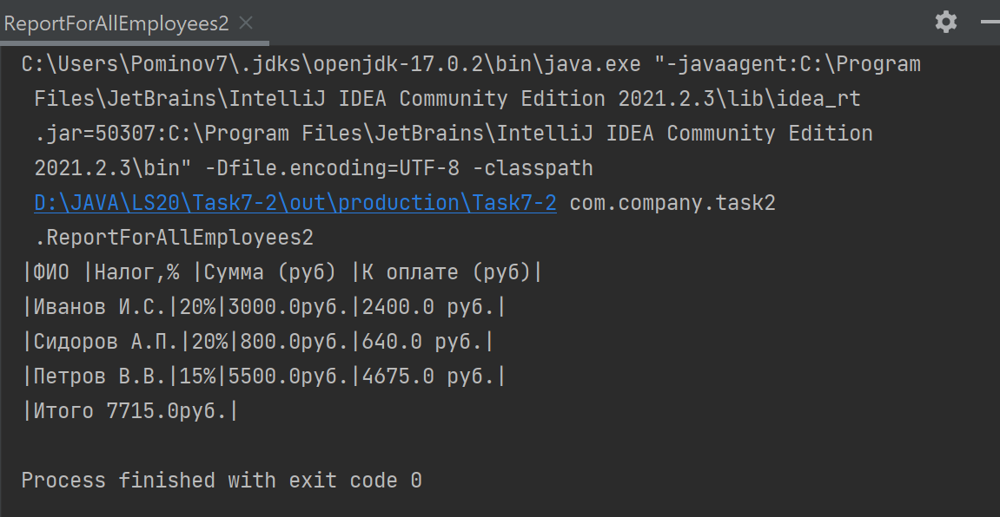 ReportForAllEmployees2
C:\Users\Pominov7\.jdks\openjdk-17.0.2\bin\java.exe "-javaagent:C:\Program
Files\JetBrains\IntelliJ IDEA Community Edition 2021.2.3\lib\idea_rt
.jar=50307:C:\Program Files\JetBrains\IntelliJ IDEA Community Edition
2021.2.3\bin" -Dfile.encoding=UTF-8 -classpath
D:\JAVA\LS20\Task7-2\out\production\Task7-2 com.company.task2
.ReportForAllEmployees2
|ФИО |Налог,% |Сумма (руб) |К оплате (руб)|
|Иванов И.С.|20%|3000.0руб.|2400.0 руб.|
|Сидоров А.П.|20%|800.0руб.|640.0 руб.|
|Петров В.В.|15%|5500.0руб.|4675.0 руб.|
|Итого 7715.0руб.|
Process finished with exit code 0